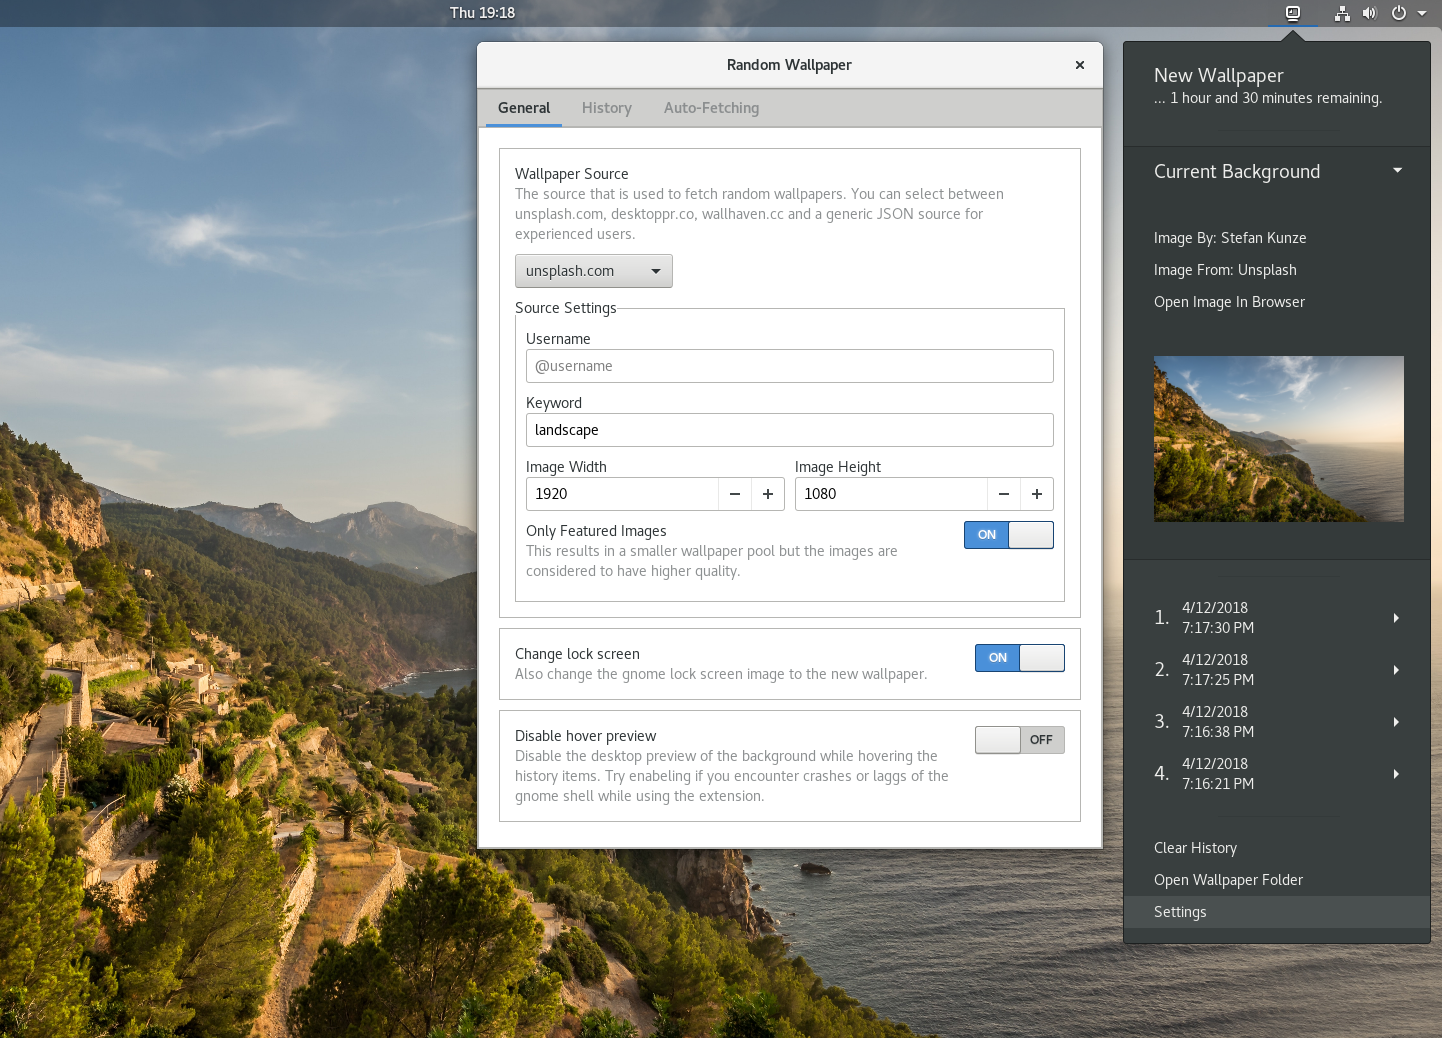 Thu 19:18
Random Wallpaper
General History Auto-Fetching
Wallpaper Source
The source that is used to fetch random wallpapers. You can select between
unsplash.com, desktoppr.co, wallhaven.cc and a generic JSON source for
experienced users.
unsplash.com
Source Settings
Username
@username
Keyword
landscape
Image Width Image Height
1920 1080
Only Featured Images ON
This results in a smaller wallpaper pool but the images are
considered to have higher quality.
Change lock screen ON
Also change the gnome lock screen image to the new wallpaper.
Disable hover preview OFF
Disable the desktop preview of the background while hovering the
history items. Try enabeling if you encounter crashes or laggs of the
gnome shell while using the extension.
New Wallpaper
... 1 hour and 30 minutes remaining.
Current Background
Image By: Stefan Kunze
Image From: Unsplash
Open Image In Browser
1. 4/12/2018
7:17:30 PM
2. 4/12/2018
7:17:25 PM
3. 4/12/2018
7:16:38 PM
4. 4/12/2018
7:16:21 PM
Clear History
Open Wallpaper Folder
Settings